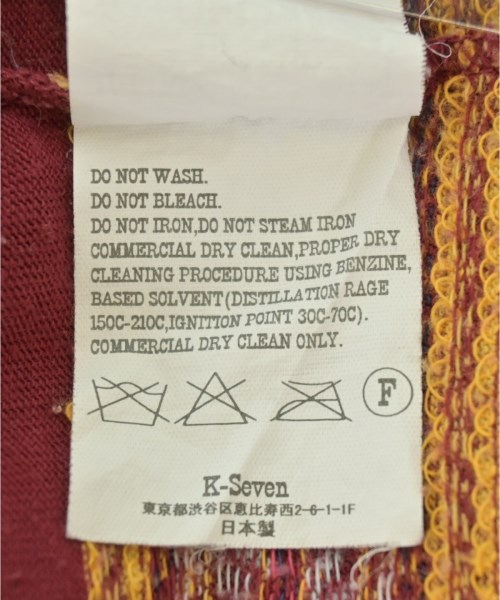 DO NOT WASH.
DO NOT BLEACH.
DO NOT IRON,DO NOT STEAM IRON
COMMERCIAL DRY CLEAN,PROPER DRY
CLEANING PROCEDURE USING BENZINE,
BASED SOLVENT(DISTILLATION RAGE
150C-210C,IGNITION POINT 30C-70C).
COMMERCIAL DRY CLEAN ONLY.
F
K-Seven
東京都渋谷区恵比寿西2-6-1-1F
日本製